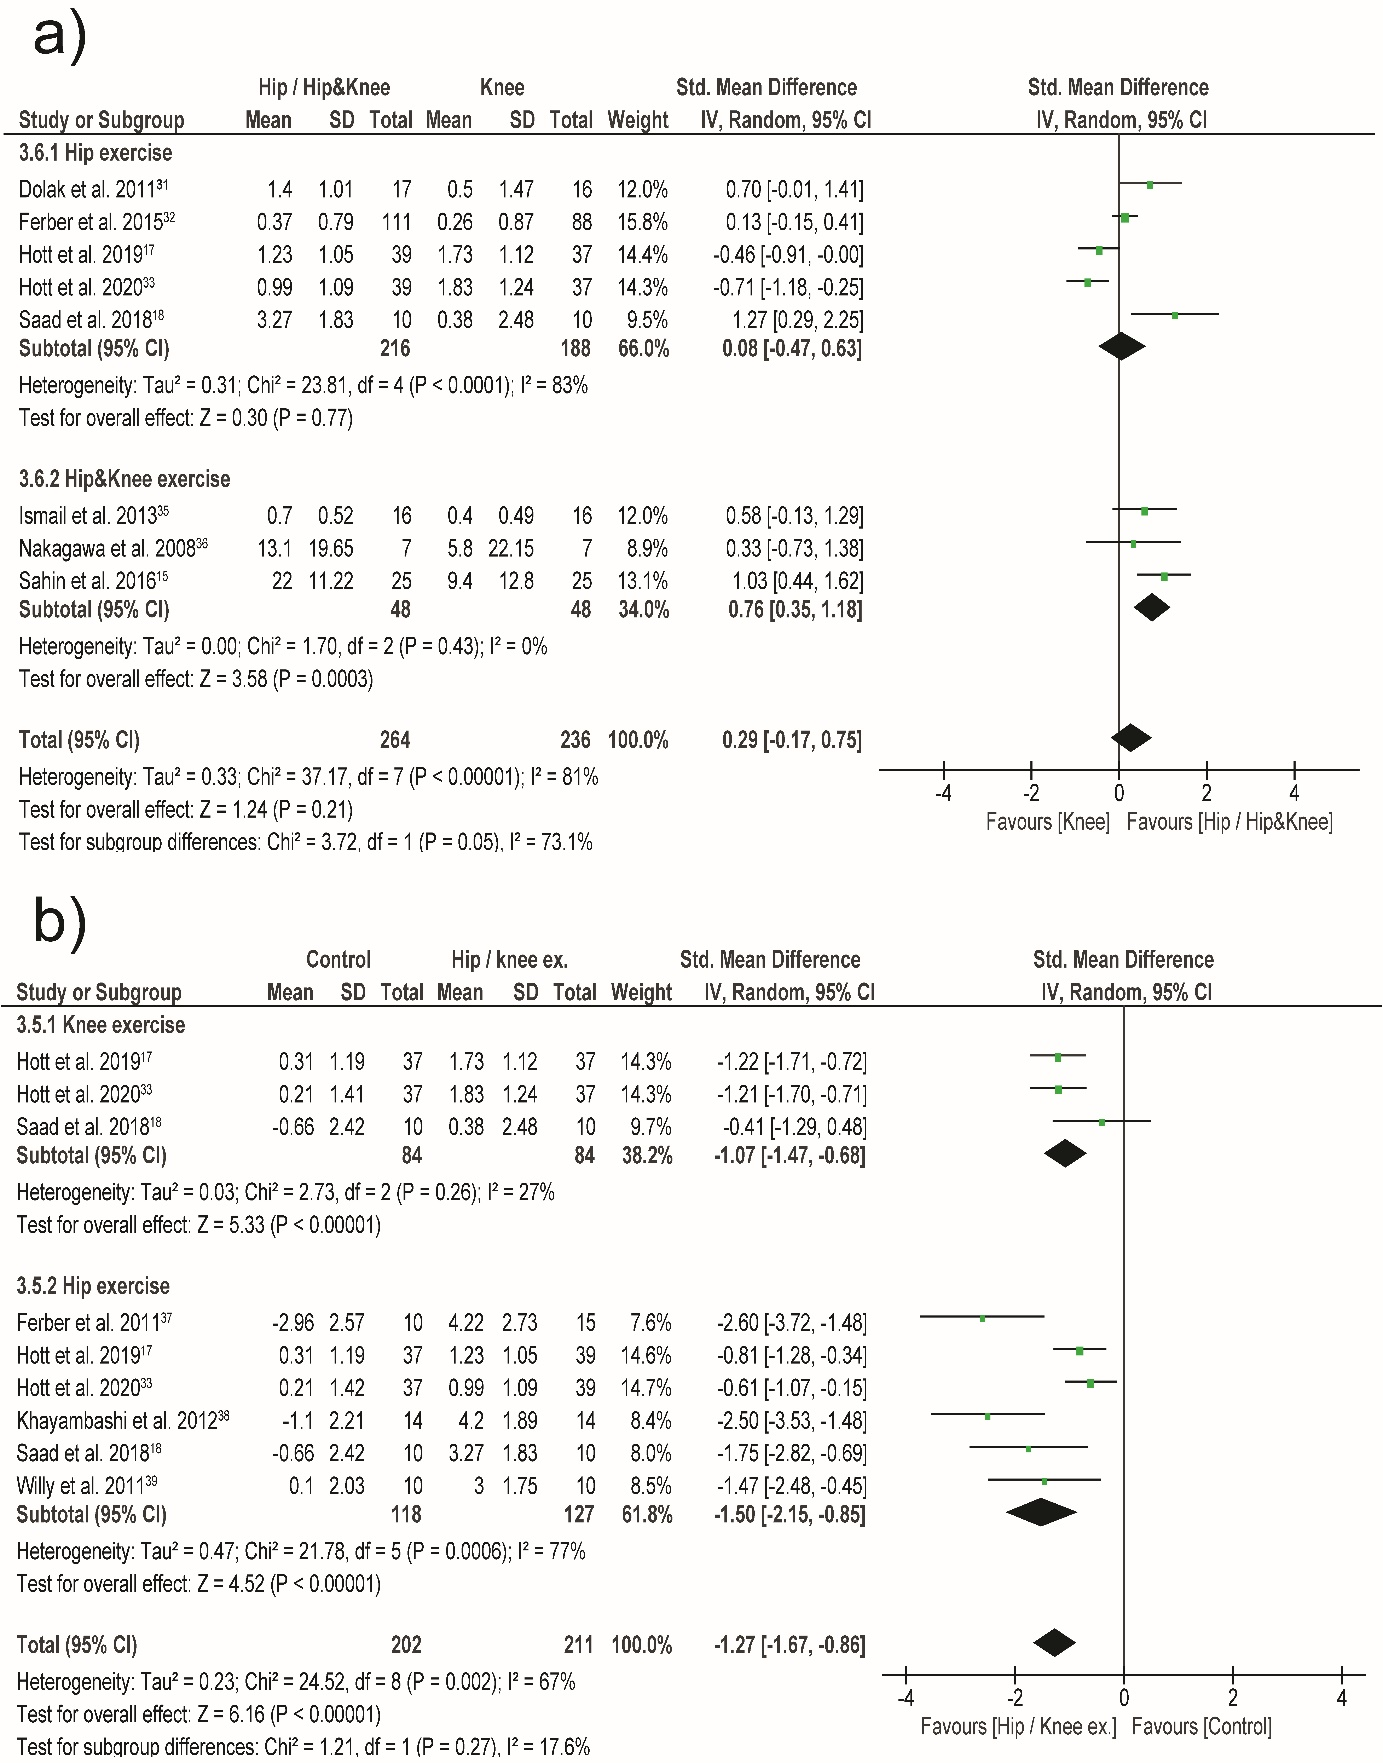 a)
Hip / Hip&Knee Knee Std. Mean Difference Std. Mean Difference
Study or Subgroup Mean SD Total Mean SD Total Weight IV, Random, 95% CI IV, Random, 95% CI
3.6.1 Hip exercise
Dolak et al. 2011³¹ 1.4 1.01 17 0.5 1.47 16 12.0% 0.70 [-0.01, 1.41]
Ferber et al. 2015³² 0.37 0.79 111 0.26 0.87 88 15.8% 0.13 [-0.15, 0.41]
Hott et al. 2019¹⁷ 1.23 1.05 39 1.73 1.12 37 14.4% -0.46 [-0.91, -0.00]
Hott et al. 2020³³ 0.99 1.09 39 1.83 1.24 37 14.3% -0.71 [-1.18, -0.25]
Saad et al. 2018¹⁸ 3.27 1.83 10 0.38 2.48 10 9.5% 1.27 [0.29, 2.25]
Subtotal (95% CI) 216 188 66.0% 0.08 [-0.47, 0.63]
Heterogeneity: Tau² = 0.31; Chi² = 23.81, df = 4 (P < 0.0001); I² = 83%
Test for overall effect: Z = 0.30 (P = 0.77)
3.6.2 Hip&Knee exercise
Ismail et al. 2013³⁵ 0.7 0.52 16 0.4 0.49 16 12.0% 0.58 [-0.13, 1.29]
Nakagawa et al. 2008³⁶ 13.1 19.65 7 5.8 22.15 7 8.9% 0.33 [-0.73, 1.38]
Sahin et al. 2016¹⁵ 22 11.22 25 9.4 12.8 25 13.1% 1.03 [0.44, 1.62]
Subtotal (95% CI) 48 48 34.0% 0.76 [0.35, 1.18]
Heterogeneity: Tau² = 0.00; Chi² = 1.70, df = 2 (P = 0.43); I² = 0%
Test for overall effect: Z = 3.58 (P = 0.0003)
Total (95% CI) 264 236 100.0% 0.29 [-0.17, 0.75]
Heterogeneity: Tau² = 0.33; Chi² = 37.17, df = 7 (P < 0.00001); I² = 81%
-4 -2 0 2 4
Test for overall effect: Z = 1.24 (P = 0.21)
Favours [Knee] Favours [Hip / Hip&Knee]
Test for subgroup differences: Chi² = 3.72, df = 1 (P = 0.05), I² = 73.1%
b)
Control Hip / knee ex. Std. Mean Difference Std. Mean Difference
Study or Subgroup Mean SD Total Mean SD Total Weight IV, Random, 95% CI IV, Random, 95% CI
3.5.1 Knee exercise
Hott et al. 2019¹⁷ 0.31 1.19 37 1.73 1.12 37 14.3% -1.22 [-1.71, -0.72]
Hott et al. 2020³³ 0.21 1.41 37 1.83 1.24 37 14.3% -1.21 [-1.70, -0.71]
Saad et al. 2018¹⁸ -0.66 2.42 10 0.38 2.48 10 9.7% -0.41 [-1.29, 0.48]
Subtotal (95% CI) 84 84 38.2% -1.07 [-1.47, -0.68]
Heterogeneity: Tau² = 0.03; Chi² = 2.73, df = 2 (P = 0.26); I² = 27%
Test for overall effect: Z = 5.33 (P < 0.00001)
3.5.2 Hip exercise
Ferber et al. 2011³⁷ -2.96 2.57 10 4.22 2.73 15 7.6% -2.60 [-3.72, -1.48]
Hott et al. 2019¹⁷ 0.31 1.19 37 1.23 1.05 39 14.6% -0.81 [-1.28, -0.34]
Hott et al. 2020³³ 0.21 1.42 37 0.99 1.09 39 14.7% -0.61 [-1.07, -0.15]
Khayambashi et al. 2012³⁸ -1.1 2.21 14 4.2 1.89 14 8.4% -2.50 [-3.53, -1.48]
Saad et al. 2018¹⁸ -0.66 2.42 10 3.27 1.83 10 8.0% -1.75 [-2.82, -0.69]
Willy et al. 2011³⁹ 0.1 2.03 10 3 1.75 10 8.5% -1.47 [-2.48, -0.45]
Subtotal (95% CI) 118 127 61.8% -1.50 [-2.15, -0.85]
Heterogeneity: Tau² = 0.47; Chi² = 21.78, df = 5 (P = 0.0006); I² = 77%
Test for overall effect: Z = 4.52 (P < 0.00001)
Total (95% CI) 202 211 100.0% -1.27 [-1.67, -0.86]
Heterogeneity: Tau² = 0.23; Chi² = 24.52, df = 8 (P = 0.002); I² = 67%
-4 -2 0 2 4
Test for overall effect: Z = 6.16 (P < 0.00001)
Favours [Hip / Knee ex.] Favours [Control]
Test for subgroup differences: Chi² = 1.21, df = 1 (P = 0.27), I² = 17.6%